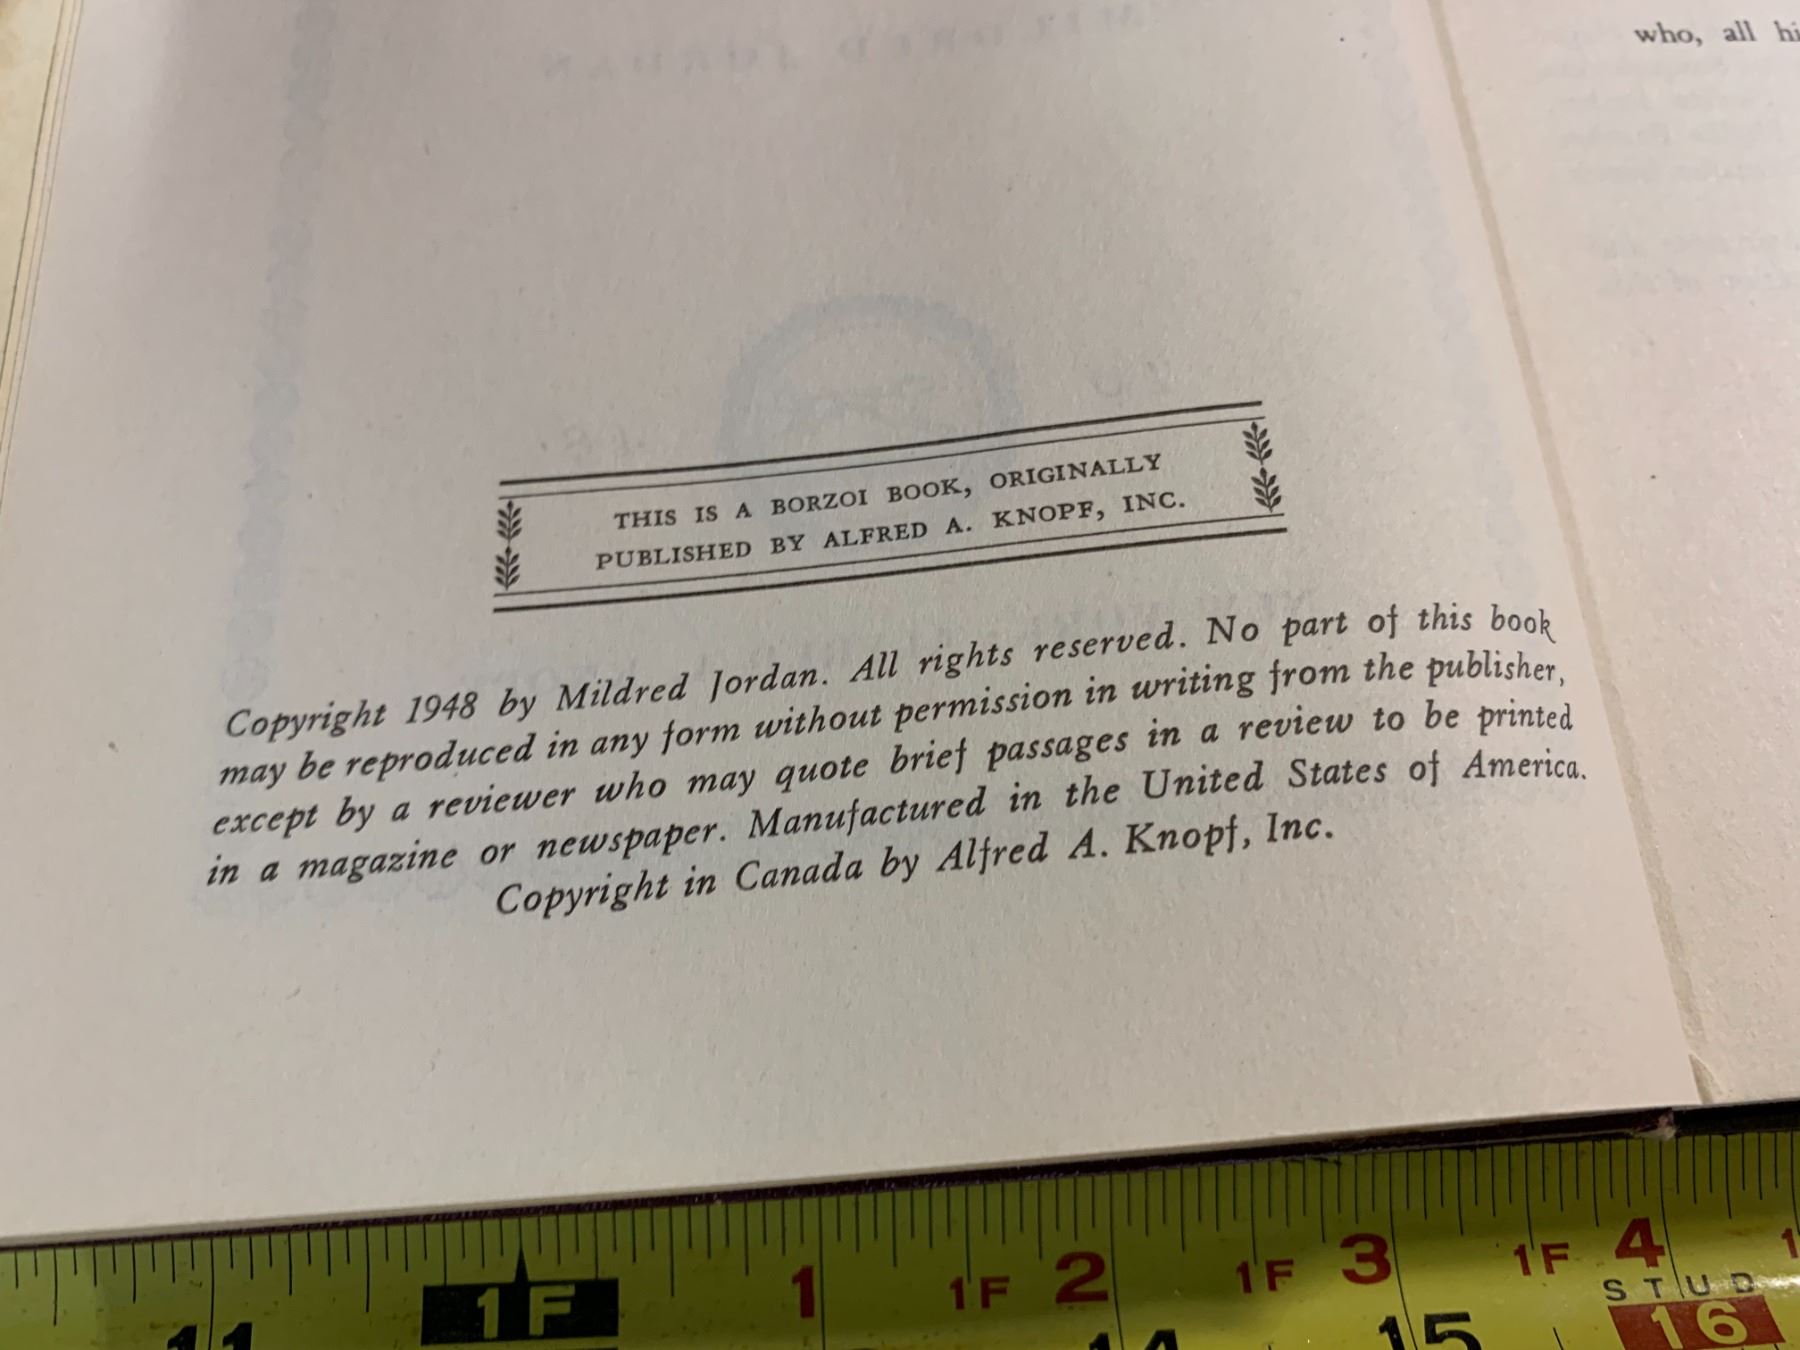 who, all
THIS IS A BORZOI BOOK, ORIGINALLY
PUBLISHED BY ALFRED A. KNOPF, INC.
Copyright 1948 by Mildred Jordan. All rights reserved. No part of this book
may be reproduced in any form without permission in writing from the publisher,
except by a reviewer who may quote brief passages in a review to be printed
in a magazine or newspaper. Manufactured in the United States of America.
Copyright in Canada by Alfred A. Knopf, Inc.
1 1F 2 1F 3 1F 4
STUD
11 1F 14 15 16